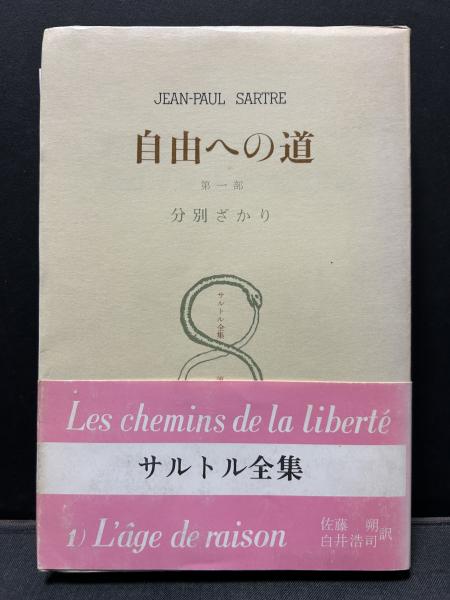 JEAN-PAUL SARTRE
自由への道
第一部
分別ざかり
サルトル全集
Les chemins de la liberté
サルトル全集
1) L'âge de raison
佐藤 朔
白井浩司 訳